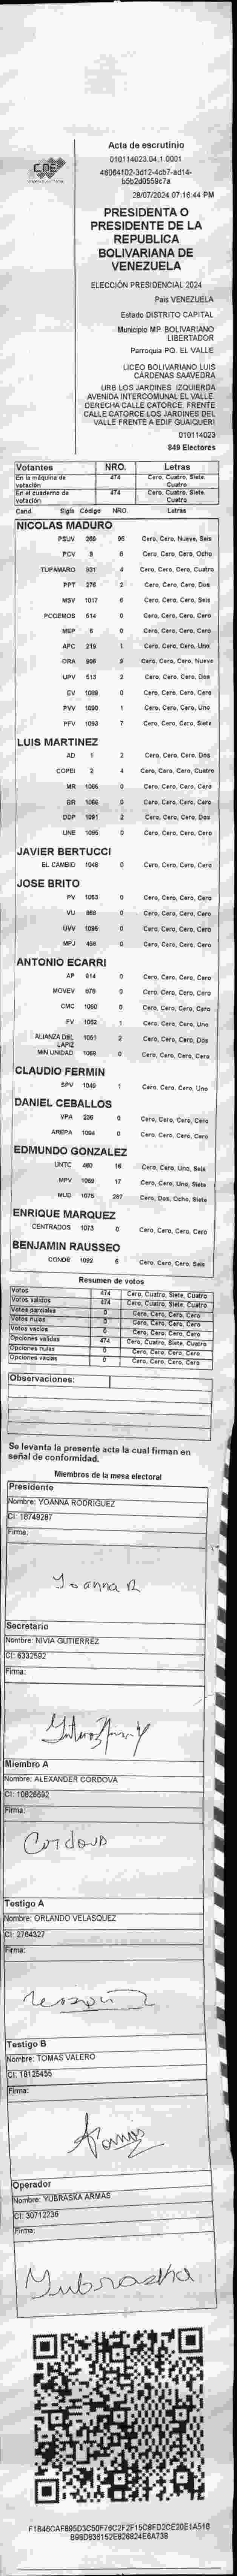 CNE
Acta de escrutinio
010114023.04.1.0001
28/07/2024 07:16:44 PM
PRESIDENTA O
PRESIDENTE DE LA
REPUBLICA
BOLIVARIANA DE
VENEZUELA
ELECCIÓN PRESIDENCIAL 2024
Pais VENEZUELA
Estado DISTRITO CAPITAL
Municipio MP. BOLIVARIANO
LIBERTADOR
Parroquia PQ. EL VALLE
LICEO BOLIVARIANO LUIS
CARDENAS SAAVEDRA
URB LOS JARDINES IZQUIERDA
AVENIDA INTERCOMUNAL EL VALLE.
DERECHA CALLE CATORCE. FRENTE
CALLE CATORCE LOS JARDINES DEL
VALLE FRENTE A EDIF GUAIQUERI
010114023
849 Electores
Votantes NRO. Letras
En la máquina de votación 474 Cero, Cuatro, Siete, Cuatro
En el cuaderno de votación 474 Cero, Cuatro, Siete, Cuatro
Cand. Sigla Código NRO. Letras
NICOLAS MADURO
PSUV 269 96 Cero, Cero, Nueve, Seis
PCV 8 Cero, Cero, Cero, Ocho
TUPAMARO 931 4 Cero, Cero, Cero, Cuatro
PPT 276 2 Cero, Cero, Cero, Dos
MSV 1017 6 Cero, Cero, Cero, Seis
PODEMOS 514 0 Cero, Cero, Cero, Cero
MEP 6 0 Cero, Cero, Cero, Cero
APC 219 1 Cero, Cero, Cero, Uno
ORA 908 9 Cero, Cero, Cero, Nueve
UPV 513 2 Cero, Cero, Cero, Dos
EV 1089 0 Cero, Cero, Cero, Cero
PVV 1090 1 Cero, Cero, Cero, Uno
PFV 1093 7 Cero, Cero, Cero, Siete
LUIS MARTINEZ
AD 1 2 Cero, Cero, Cero, Dos
COPEI 2 4 Cero, Cero, Cero, Cuatro
MR 1065 0 Cero, Cero, Cero, Cero
BR 1066 0 Cero, Cero, Cero, Cero
DDP 1091 2 Cero, Cero, Cero, Dos
UNE 1095 0 Cero, Cero, Cero, Cero
JAVIER BERTUCCI
EL CAMBIO 1048 0 Cero, Cero, Cero, Cero
JOSE BRITO
PV 1053 0 Cero, Cero, Cero, Cero
VU 968 0 Cero, Cero, Cero, Cero
UVV 1096 0 Cero, Cero, Cero, Cero
MPJ 450 0 Cero, Cero, Cero, Cero
ANTONIO ECARRI
AP 614 0 Cero, Cero, Cero, Cero
MOVEV 679 0 Cero, Cero, Cero, Cero
CMC 1050 0 Cero, Cero, Cero, Cero
FV 1052 1 Cero, Cero, Cero, Uno
ALIANZA DEL LAPIZ 1051 2 Cero, Cero, Cero, Dos
MIN UNIDAD 1068 0 Cero, Cero, Cero, Cero
CLAUDIO FERMIN
SPV 1049 1 Cero, Cero, Cero, Uno
DANIEL CEBALLOS
VPA 236 0 Cero, Cero, Cero, Cero
AREPA 1094 0 Cero, Cero, Cero, Cero
EDMUNDO GONZALEZ
UNTC 480 16 Cero, Cero, Uno, Seis
MPV 1069 17 Cero, Cero, Uno, Siete
MUD 1075 287 Cero, Dos, Ocho, Siete
ENRIQUE MARQUEZ
CENTRADOS 1073 0 Cero, Cero, Cero, Cero
BENJAMIN RAUSSEO
CONDE 1092 6 Cero, Cero, Cero, Seis
Resumen de votos
Votos 474 Cero, Cuatro, Siete, Cuatro
Votos validos 474 Cero, Cuatro, Siete, Cuatro
Votos parciales 0 Cero, Cero, Cero, Cero
Votos nulos 0 Cero, Cero, Cero, Cero
Votos vacios 0 Cero, Cero, Cero, Cero
Opciones validas 474 Cero, Cuatro, Siete, Cuatro
Opciones nulas 0 Cero, Cero, Cero, Cero
Opciones vacias 0 Cero, Cero, Cero, Cero
Observaciones:
Se levanta la presente acta la cual firman en
señal de conformidad.
Miembros de la mesa electoral
Presidente
Nombre: YOANNA RODRIGUEZ
CI: 18749287
Firma:
Yoanna R
Secretario
Nombre: NIVIA GUTIERREZ
CI: 6332592
Firma:
Miembro A
Nombre: ALEXANDER CORDOVA
CI: 10828692
Firma:
Cordova
Testigo A
Nombre: ORLANDO VELASQUEZ
CI: 2764327
Firma:
Testigo B
Nombre: TOMAS VALERO
CI: 18125455
Firma:
Operador
Nombre: YUBRASKA ARMAS
CI: 30712236
Firma:
Yubraska